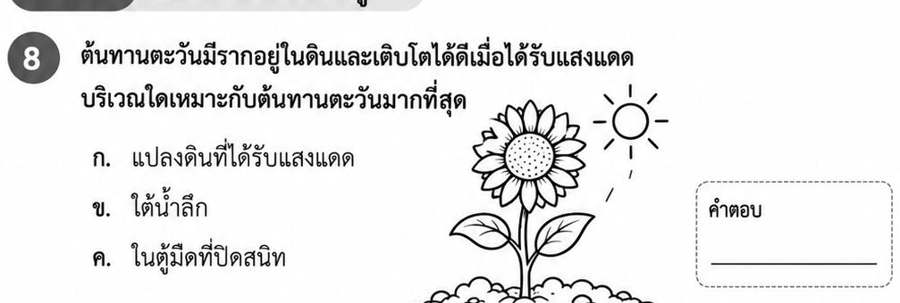 8 ต้นทานตะวันมีรากอยู่ในดินและเติบโตได้ดีเมื่อได้รับแสงแดด
บริเวณใดเหมาะกับต้นทานตะวันมากที่สุด
ก. แปลงดินที่ได้รับแสงแดด
ข. ใต้น้ำลึก
ค. ในตู้มืดที่ปิดสนิท
คำตอบ